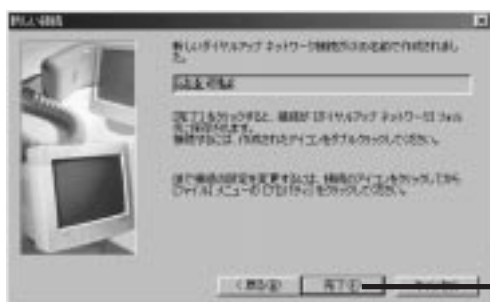 新しい接続
新しいダイヤルアップ ネットワーク接続が次の名前で作成されまし
た。
[完了] をクリックすると、接続が [ダイヤルアップ ネットワーク] フォル
ダに保存されます。
接続するには、作成されたアイコンをダブルクリックしてください。
後で接続の設定を変更するには、接続のアイコンをクリックしてから
[ファイル] メニューの [プロパティ] をクリックしてください。
< 戻る(B)
完了
キャンセル